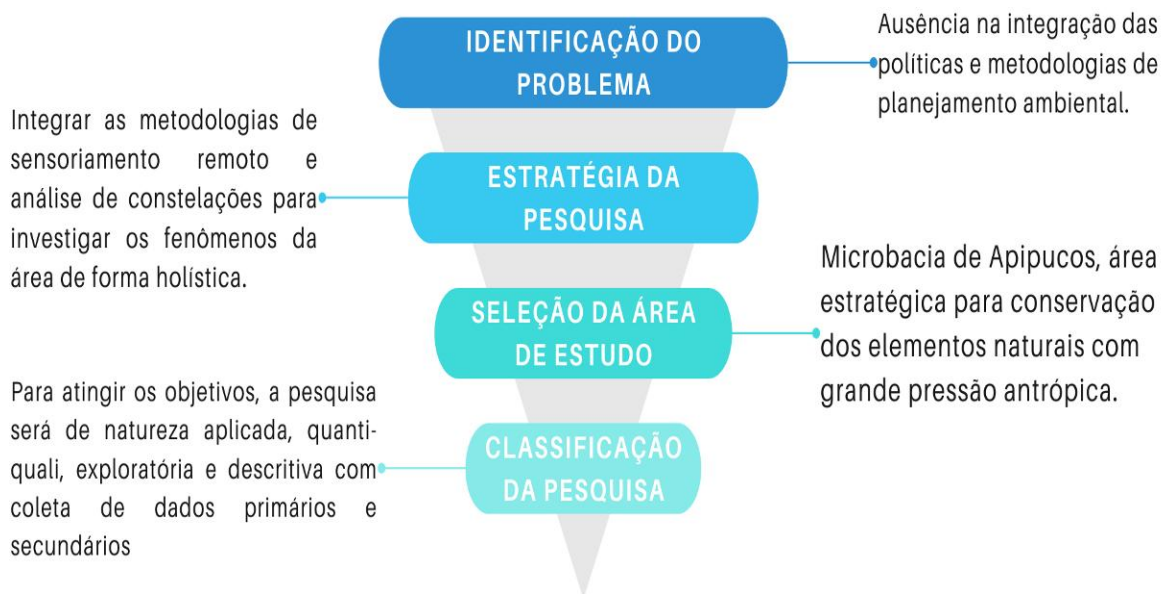 IDENTIFICAÇÃO DO
PROBLEMA
Ausência na integração das
políticas e metodologias de
planejamento ambiental.
ESTRATÉGIA DA
PESQUISA
Integrar as metodologias de
sensoriamento remoto e
análise de constelações para
investigar os fenômenos da
área de forma holística.
SELEÇÃO DA ÁREA
DE ESTUDO
Microbacia de Apipucos, área
estratégica para conservação
dos elementos naturais com
grande pressão antrópica.
CLASSIFICAÇÃO
DA PESQUISA
Para atingir os objetivos, a pesquisa
será de natureza aplicada, quanti-
quali, exploratória e descritiva com
coleta de dados primários e
secundários